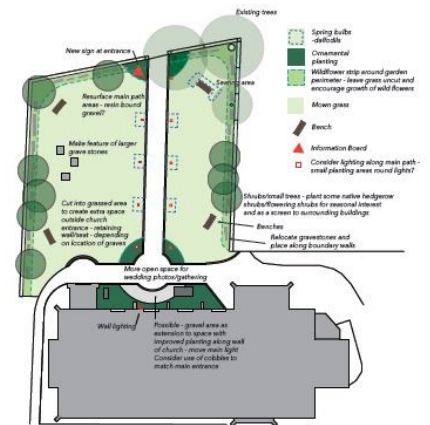 Existing trees
New sign at entrance
Seating area
Resurface main path
areas - resin bound
gravel?
Make feature of larger
grave stones
Cut into grassed area
to create extra space
outside church
entrance - retaining
wall/seat - depending
on location of graves
More open space for
wedding photos/gathering
Wall lighting
Possible - gravel area as
extension to space with
improved planting along wall
of church - move main light
Consider use of cobbles to
match main entrance
Spring bulbs
-daffodils
Ornamental
planting
Wildflower strip around garden
perimeter - leave grass uncut and
encourage growth of wild flowers
Mown grass
Bench
Information Board
Consider lighting along main path -
small planting areas round lights?
Shrubs/small trees - plant some native hedgerow
shrubs/flowering shrubs for seasonal interest
and as a screen to surrounding buildings
Benches
Relocate gravestones and
place along boundary walls